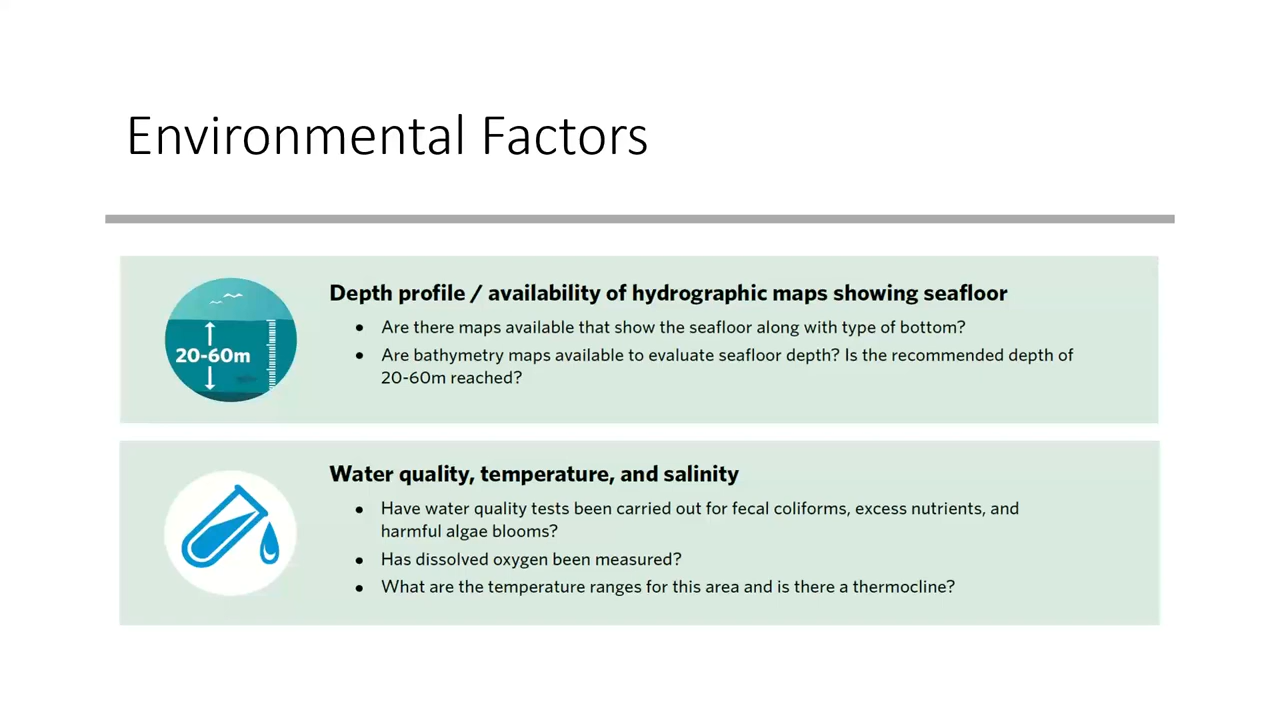 Environmental Factors
20-60m
Depth profile / availability of hydrographic maps showing seafloor
• Are there maps available that show the seafloor along with type of bottom?
• Are bathymetry maps available to evaluate seafloor depth? Is the recommended depth of
20-60m reached?
Water quality, temperature, and salinity
• Have water quality tests been carried out for fecal coliforms, excess nutrients, and
harmful algae blooms?
• Has dissolved oxygen been measured?
• What are the temperature ranges for this area and is there a thermocline?